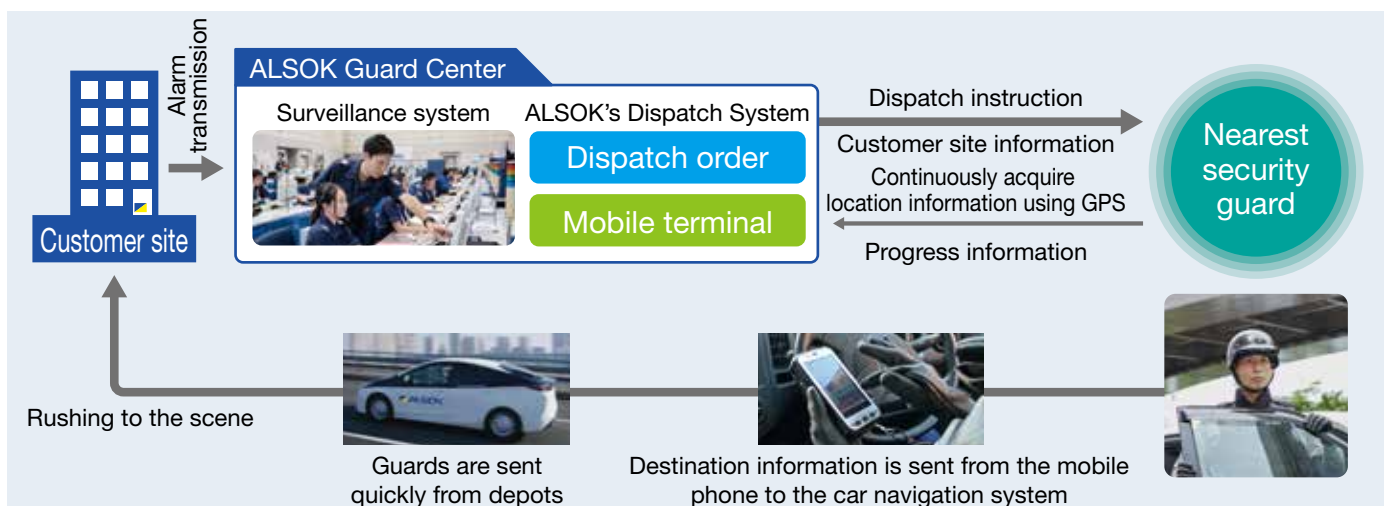 Alarm
transmission
ALSOK Guard Center
Surveillance system
ALSOK's Dispatch System
Dispatch order
Mobile terminal
Customer site
Dispatch instruction
Customer site information
Continuously acquire
location information using GPS
Progress information
Nearest
security
guard
Rushing to the scene
ALSOK
Guards are sent
quickly from depots
Destination information is sent from the mobile
phone to the car navigation system